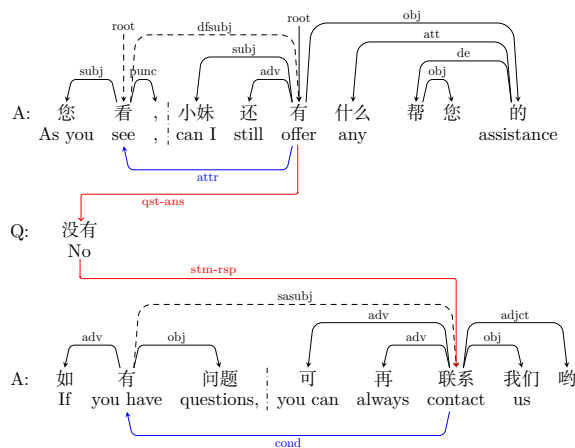 root dfsubj root obj
att
subj punc subj adv de
obj
A: 您 看 , 小妹 还 有 什么 帮 您 的
As you see , can I still offer any assistance
attr
qst-ans
Q: 没有
No
stm-rsp
sasubj
adv adjct
adv obj adv obj
A: 如 有 问题 可 再 联系 我们 哟
If you have questions, you can always contact us
cond